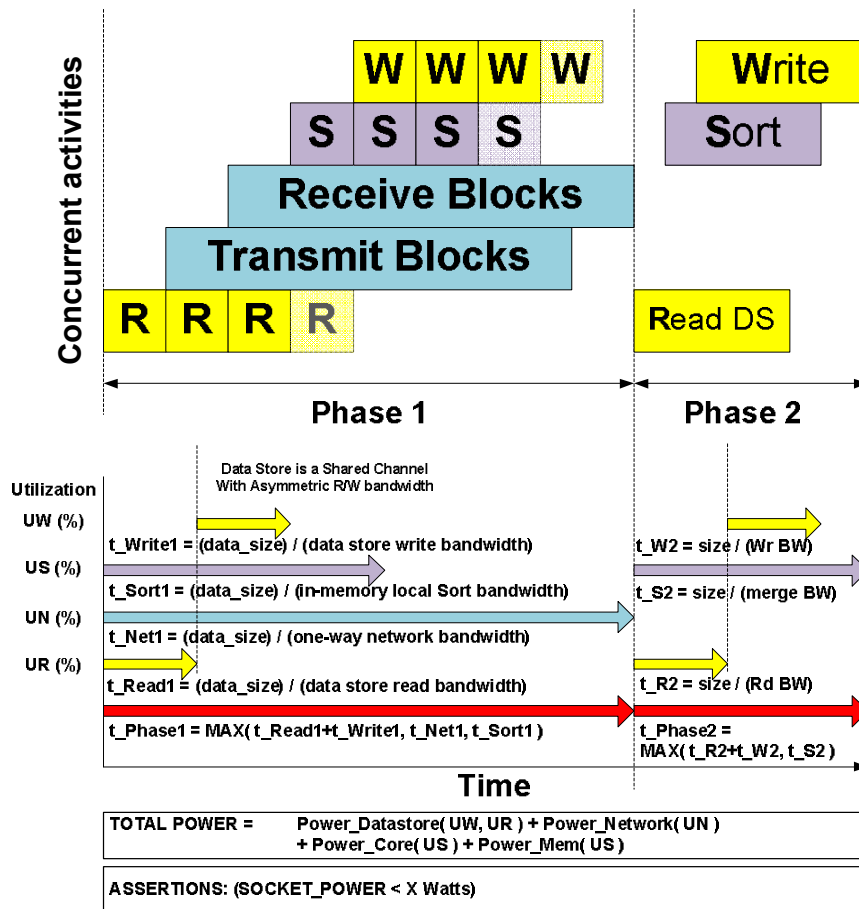 Concurrent activities
W W W W
Write
S S S S
Sort
Receive Blocks
Transmit Blocks
R R R R
Read DS
Phase 1
Phase 2
Data Store is a Shared Channel
With Asymmetric R/W bandwidth
Utilization
UW (%)
t_Write1 = (data_size) / (data store write bandwidth)
t_W2 = size / (Wr BW)
US (%)
t_Sort1 = (data_size) / (in-memory local Sort bandwidth)
t_S2 = size / (merge BW)
UN (%)
t_Net1 = (data_size) / (one-way network bandwidth)
UR (%)
t_Read1 = (data_size) / (data store read bandwidth)
t_R2 = size / (Rd BW)
t_Phase1 = MAX( t_Read1+t_Write1, t_Net1, t_Sort1 )
t_Phase2 =
MAX( t_R2+t_W2, t_S2 )
Time
TOTAL POWER = Power_Datastore( UW, UR ) + Power_Network( UN )
+ Power_Core( US ) + Power_Mem( US )
ASSERTIONS: (SOCKET_POWER < X Watts)